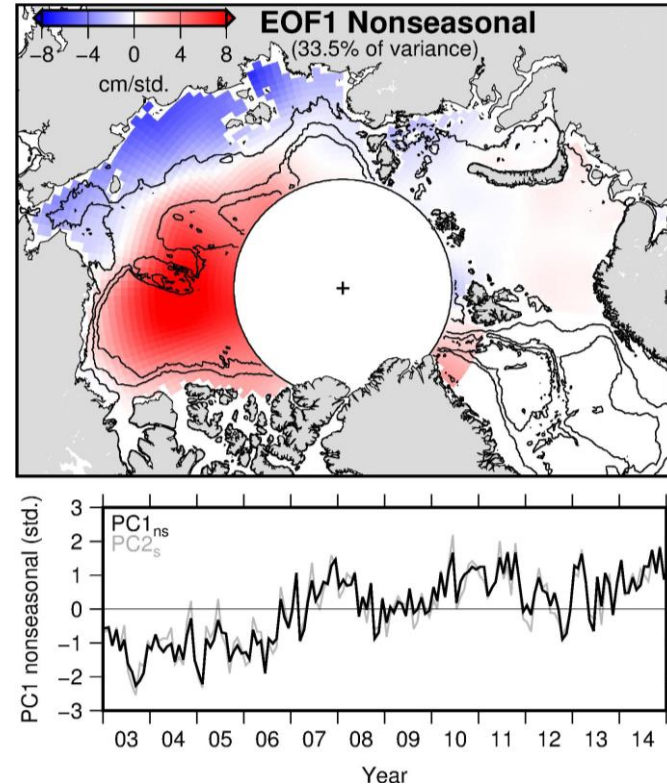 EOF1 Nonseasonal
(33.5% of variance)
−8 −4 0 4 8
cm/std.
3
2
1
0
−1
−2
−3
PC1 nonseasonal (std.)
PC1ns
PC2s
03 04 05 06 07 08 09 10 11 12 13 14
Year